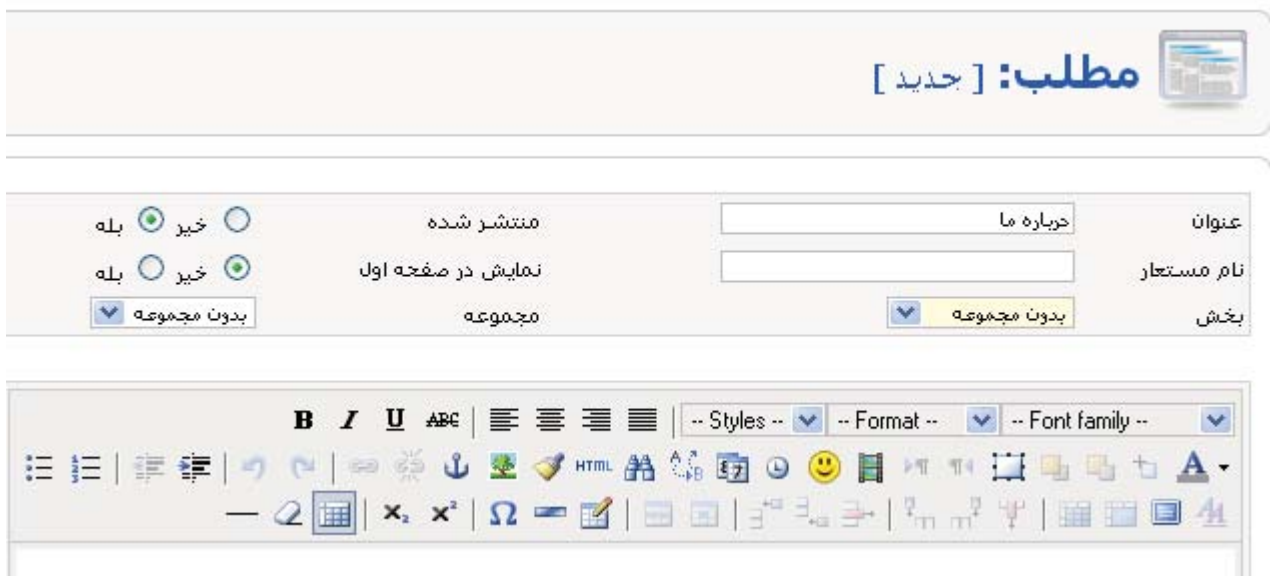 مطلب: [ جدید ]
عنوان درباره ما منتشر شده خیر بله
نام مستعار نمایش در صفحه اول خیر بله
بخش بدون مجموعه مجموعه بدون مجموعه
B I U ABC -- Styles -- -- Format -- -- Font family --
HTML A